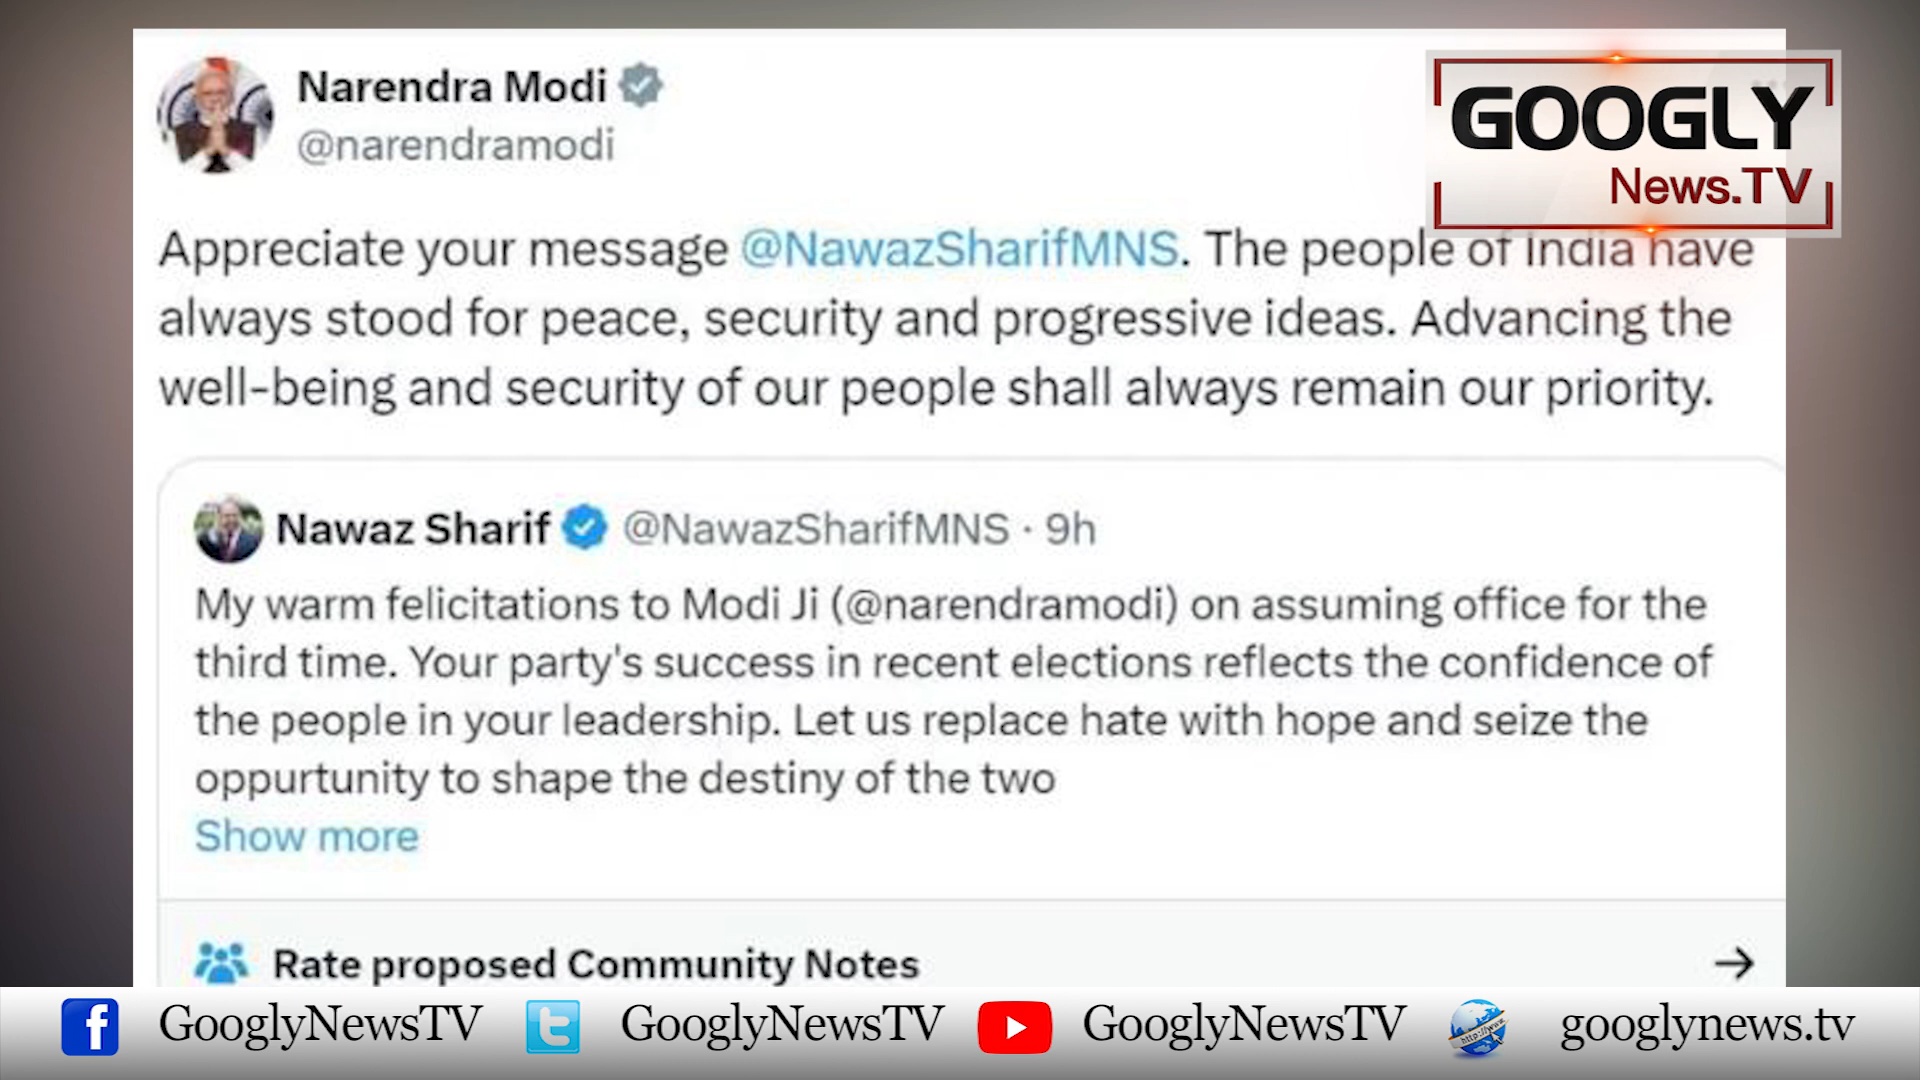 Narendra Modi
@narendramodi
GOOGLY
News.TV
Appreciate your message @NawazSharifMNS. The people of India have
always stood for peace, security and progressive ideas. Advancing the
well-being and security of our people shall always remain our priority.
Nawaz Sharif @NawazSharifMNS · 9h
My warm felicitations to Modi Ji (@narendramodi) on assuming office for the
third time. Your party's success in recent elections reflects the confidence of
the people in your leadership. Let us replace hate with hope and seize the
oppurtunity to shape the destiny of the two
Show more
Rate proposed Community Notes
GooglyNewsTV GooglyNewsTV GooglyNewsTV http://www googlynews.tv